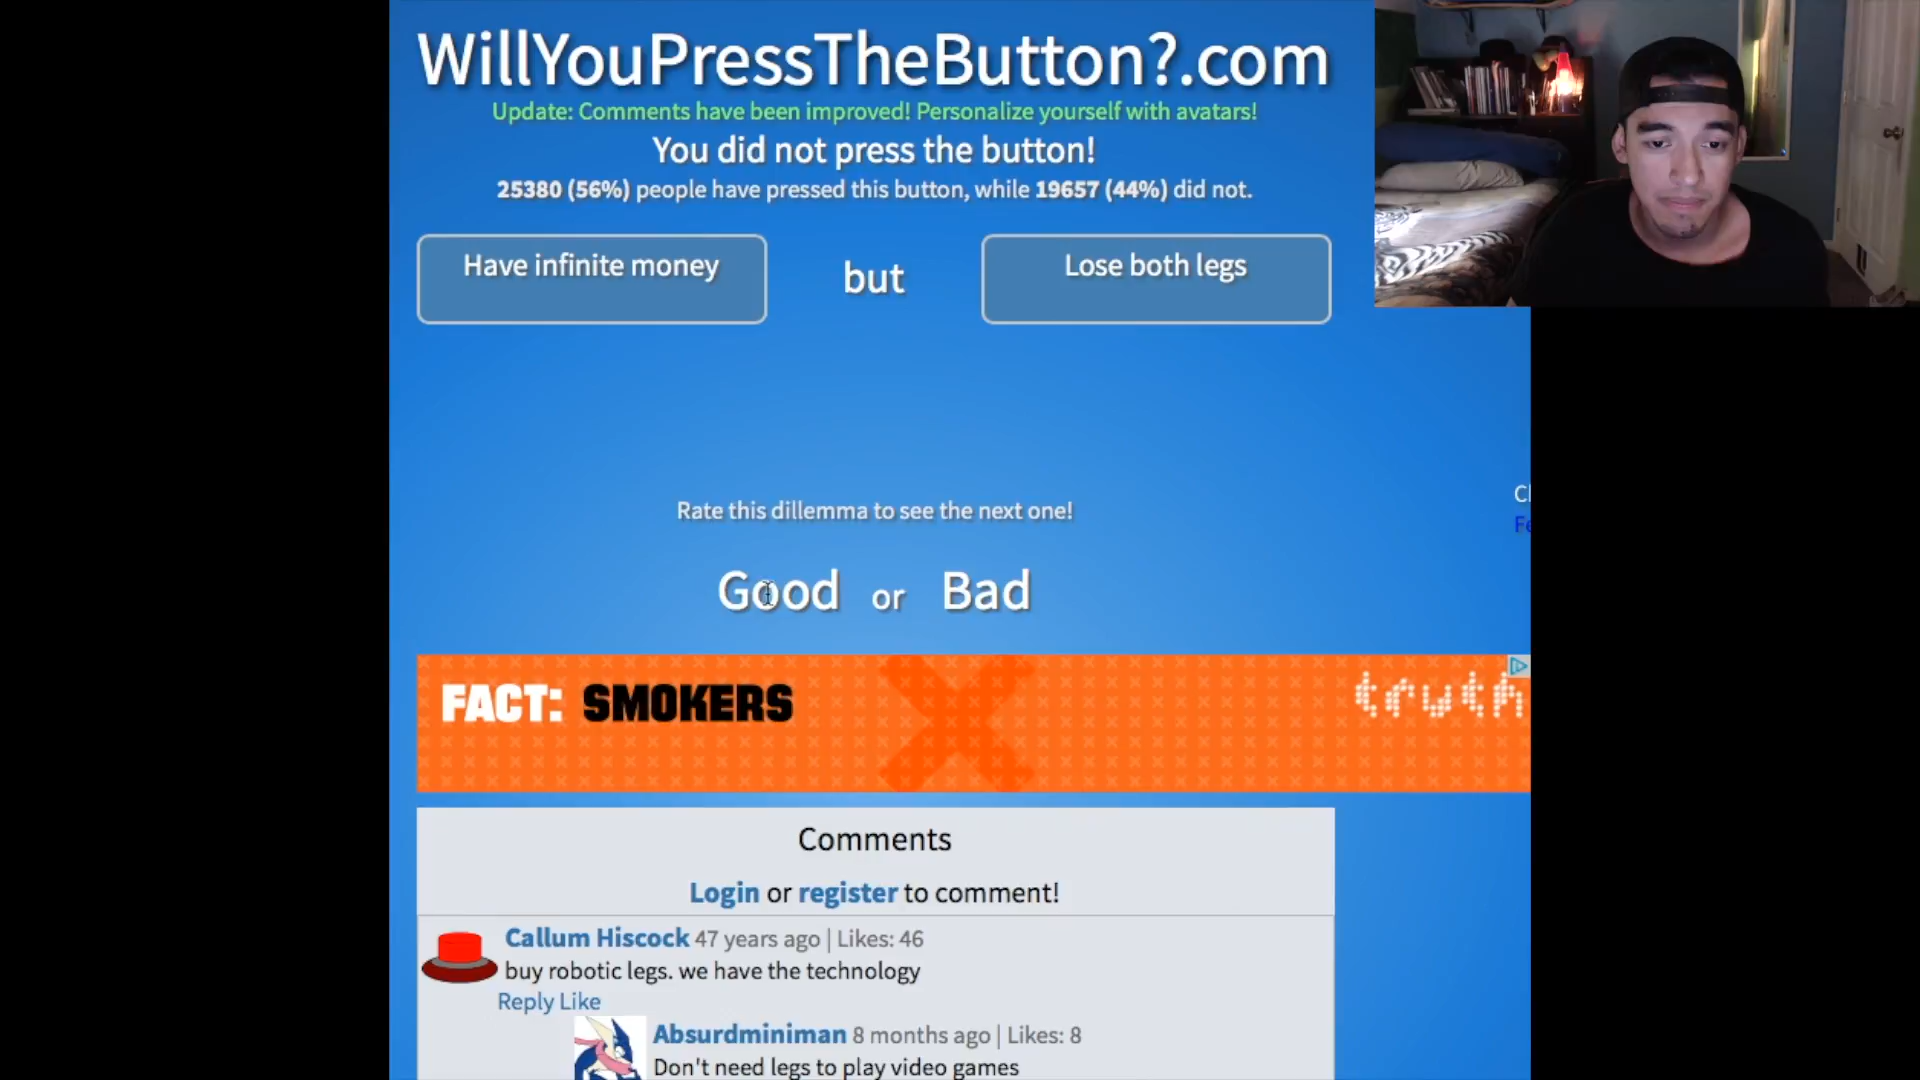 WillYouPressTheButton?.com
Update: Comments have been improved! Personalize yourself with avatars!
You did not press the button!
25380 (56%) people have pressed this button, while 19657 (44%) did not.
Have infinite money
but
Lose both legs
Rate this dillemma to see the next one!
Good or Bad
FACT: SMOKERS
truth
Comments
Login or register to comment!
Callum Hiscock 47 years ago | Likes: 46
buy robotic legs. we have the technology
Reply Like
Absurdminiman 8 months ago | Likes: 8
Don't need legs to play video games